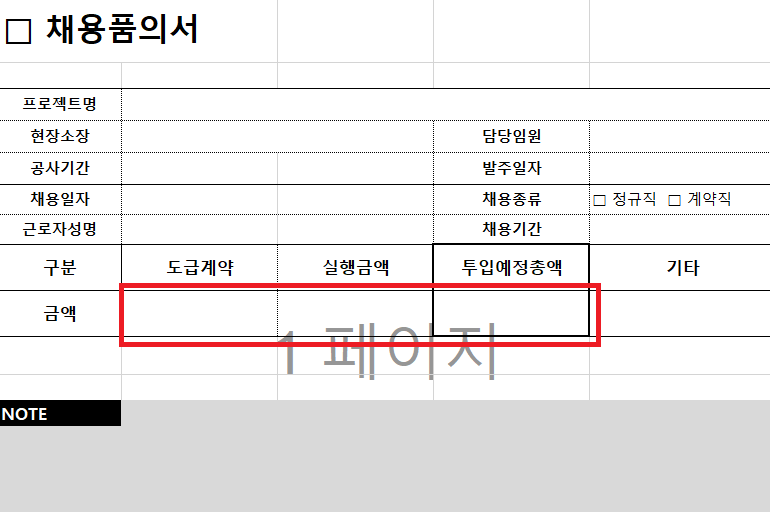 □ 채용품의서
프로젝트명
현장소장 담당임원
공사기간 발주일자
채용일자 채용종류 □ 정규직 □ 계약직
근로자성명 채용기간
구분 도급계약 실행금액 투입예정총액 기타
금액
1 페이지
NOTE